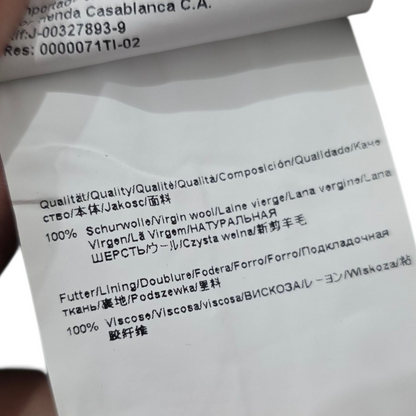 Tienda Casablanca C.A.
Rif:J-00327893-9
Res: 0000071TI-02
Qualität/Quality/Qualité/Qualità/Composición/Qualidade/Каче
ство/本体/Jakosc/面料
100% Schurwolle/Virgin wool/Laine vierge/Lana vergine/Lana
Virgen/Lã Virgem/НАТУРАЛЬНАЯ
ШЕРСТЬ/ウール/Czysta welna/新剪羊毛
Futter/Lining/Doublure/Fodera/Forro/Forro/Подкладочная
ткань/裏地/Podszewka/里料
100% Viscose/Viscosa/viscosa/ВИСКОЗА/レーヨン/Wiskoza/粘
胶纤维